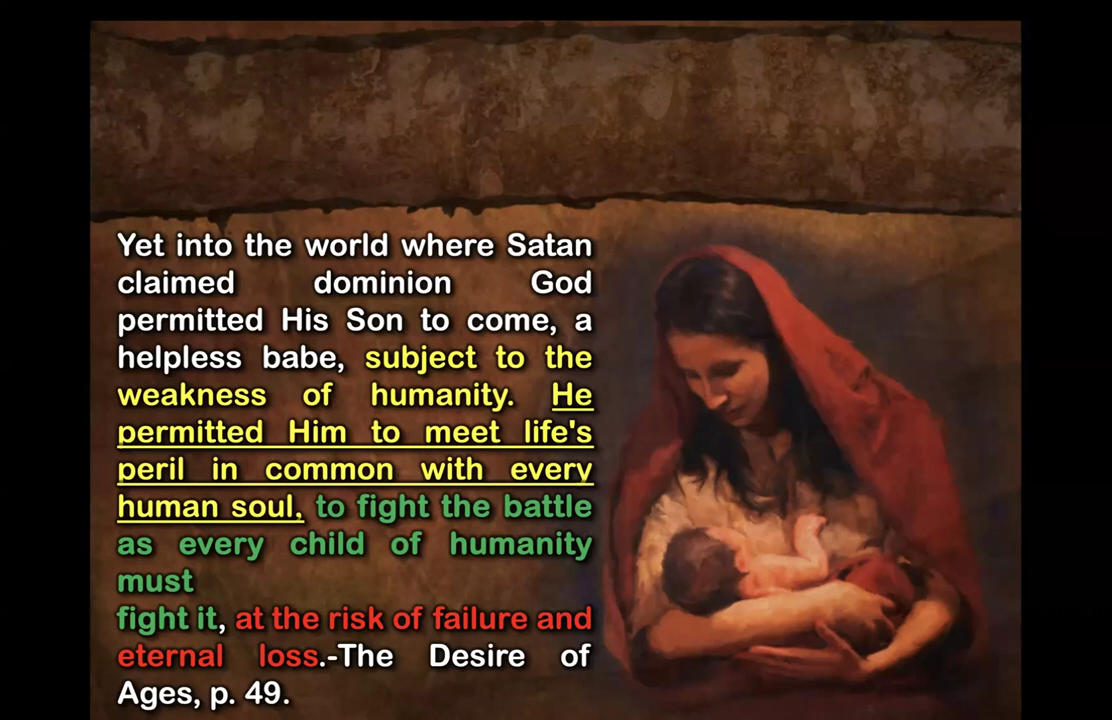 Yet into the world where Satan
claimed dominion God
permitted His Son to come, a
helpless babe, subject to the
weakness of humanity. He
permitted Him to meet life's
peril in common with every
human soul, to fight the battle
as every child of humanity
must
fight it, at the risk of failure and
eternal loss.-The Desire of
Ages, p. 49.